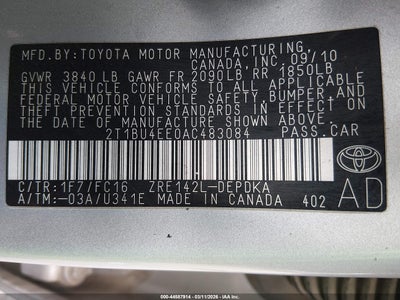 MFD.BY:TOYOTA MOTOR MANUFACTURING,
CANADA, INC. 09/10
GVWR 3840 LB GAWR FR 2090LB RR 1850LB
THIS VEHICLE CONFORMS TO ALL APPLICABLE
FEDERAL MOTOR VEHICLE SAFETY, BUMPER, AND
THEFT PREVENTION STANDARDS IN EFFECT ON THE
DATE OF MANUFACTURE SHOWN ABOVE.
2T1BU4EE0AC483084 PASS.CAR
C/TR:1F7/FC16 ZRE142L-DEPDKA
A/TM:-03A/U341E MADE IN CANADA 402
TOYOTA
AD
000-44587914 - 03/11/2026 - IAA Inc.